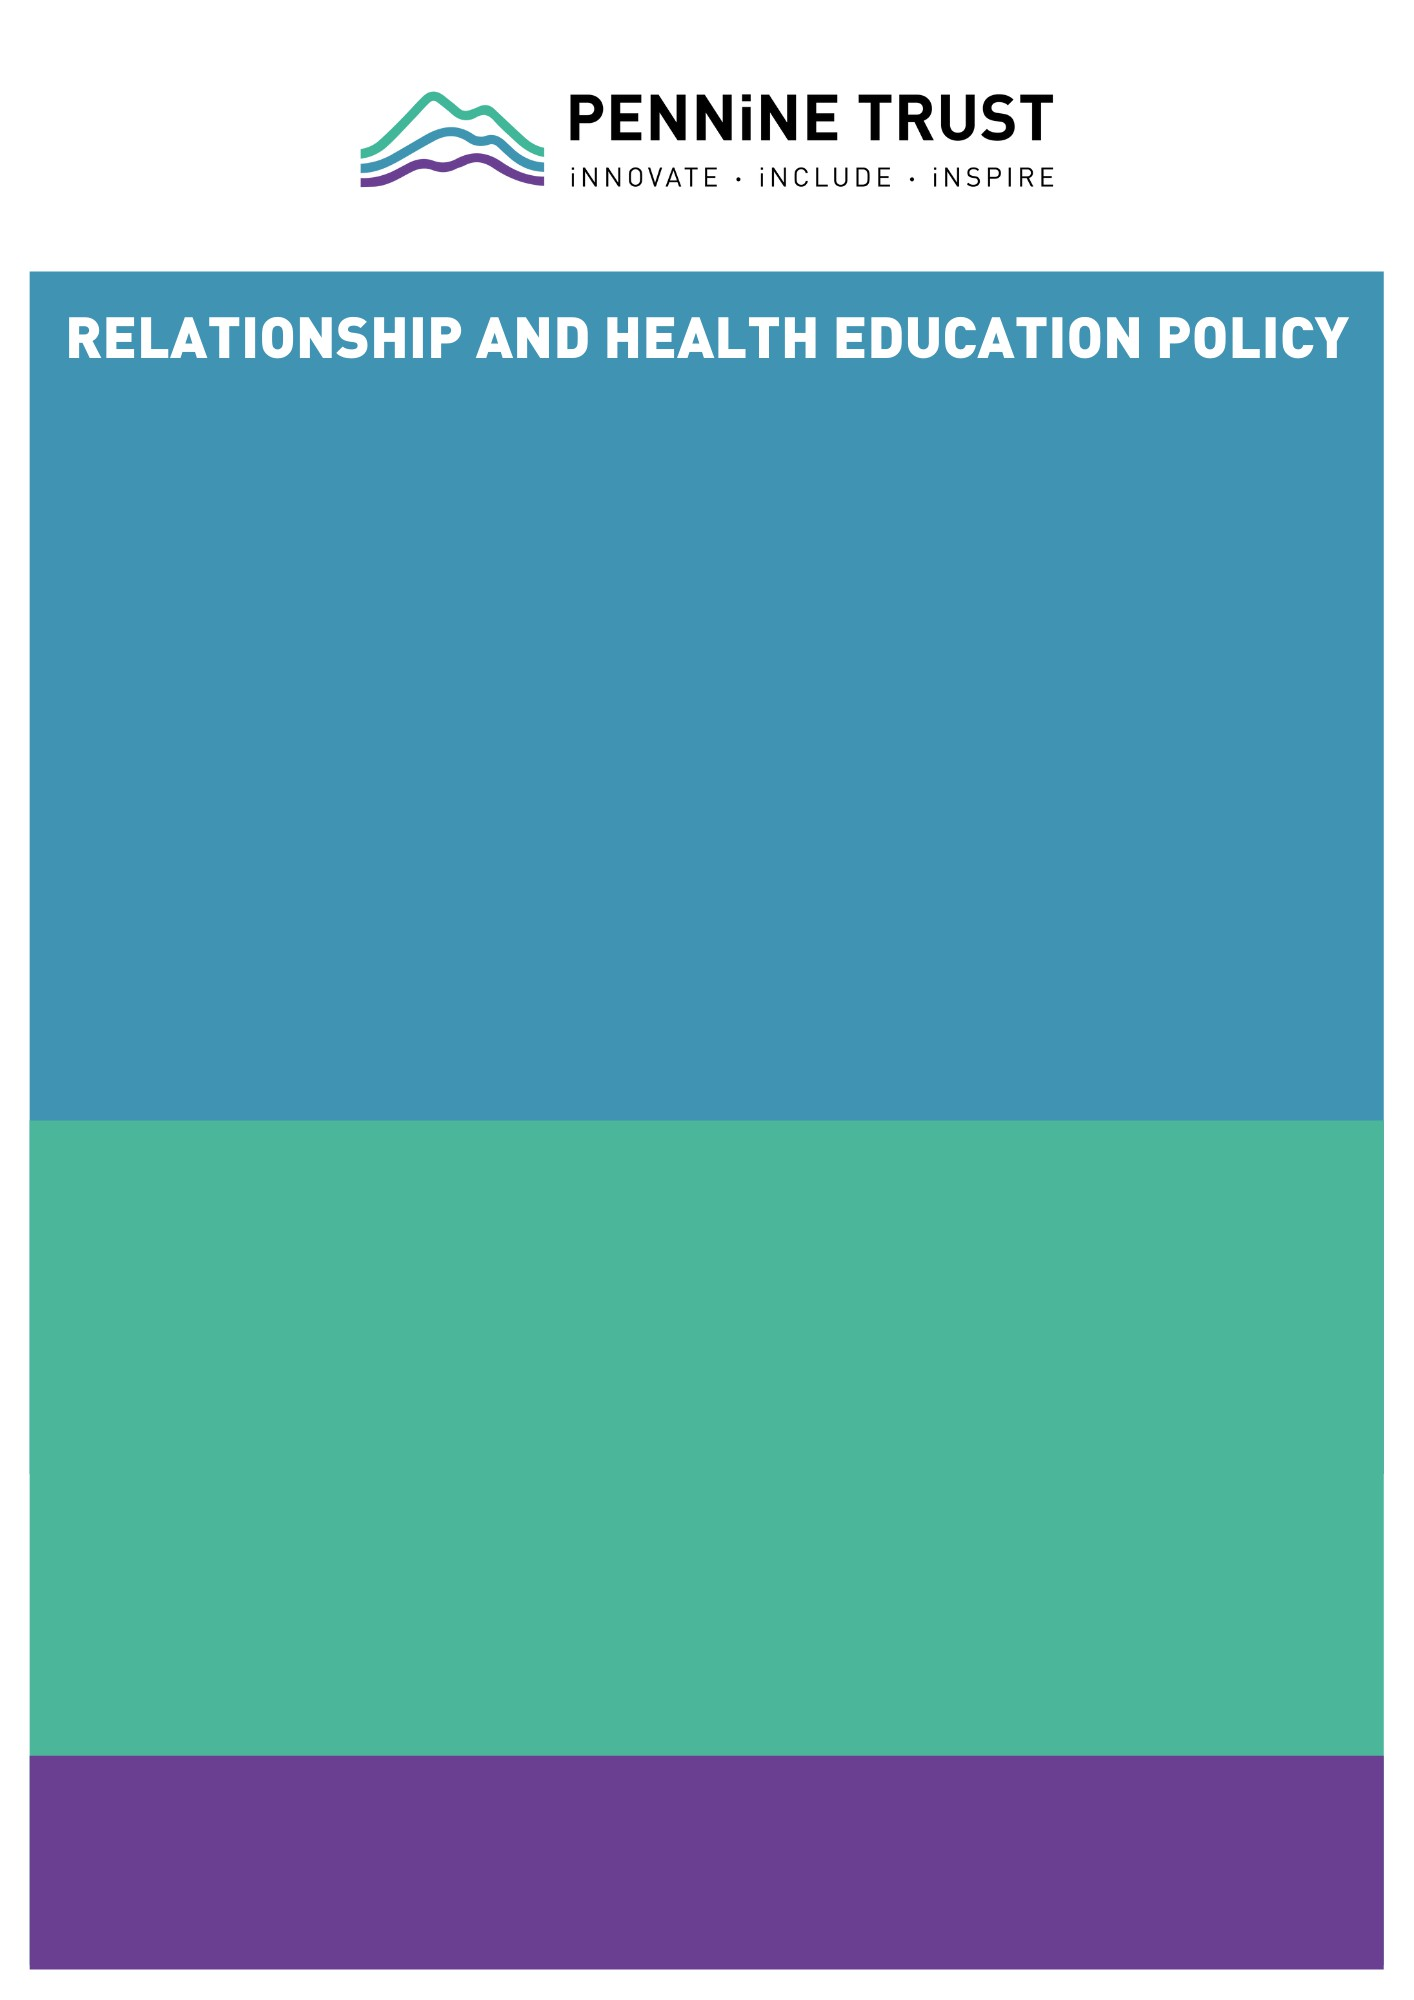 PENNiNE TRUST
iNNOVATE · iNCLUDE · iNSPIRE
RELATIONSHIP AND HEALTH EDUCATION POLICY